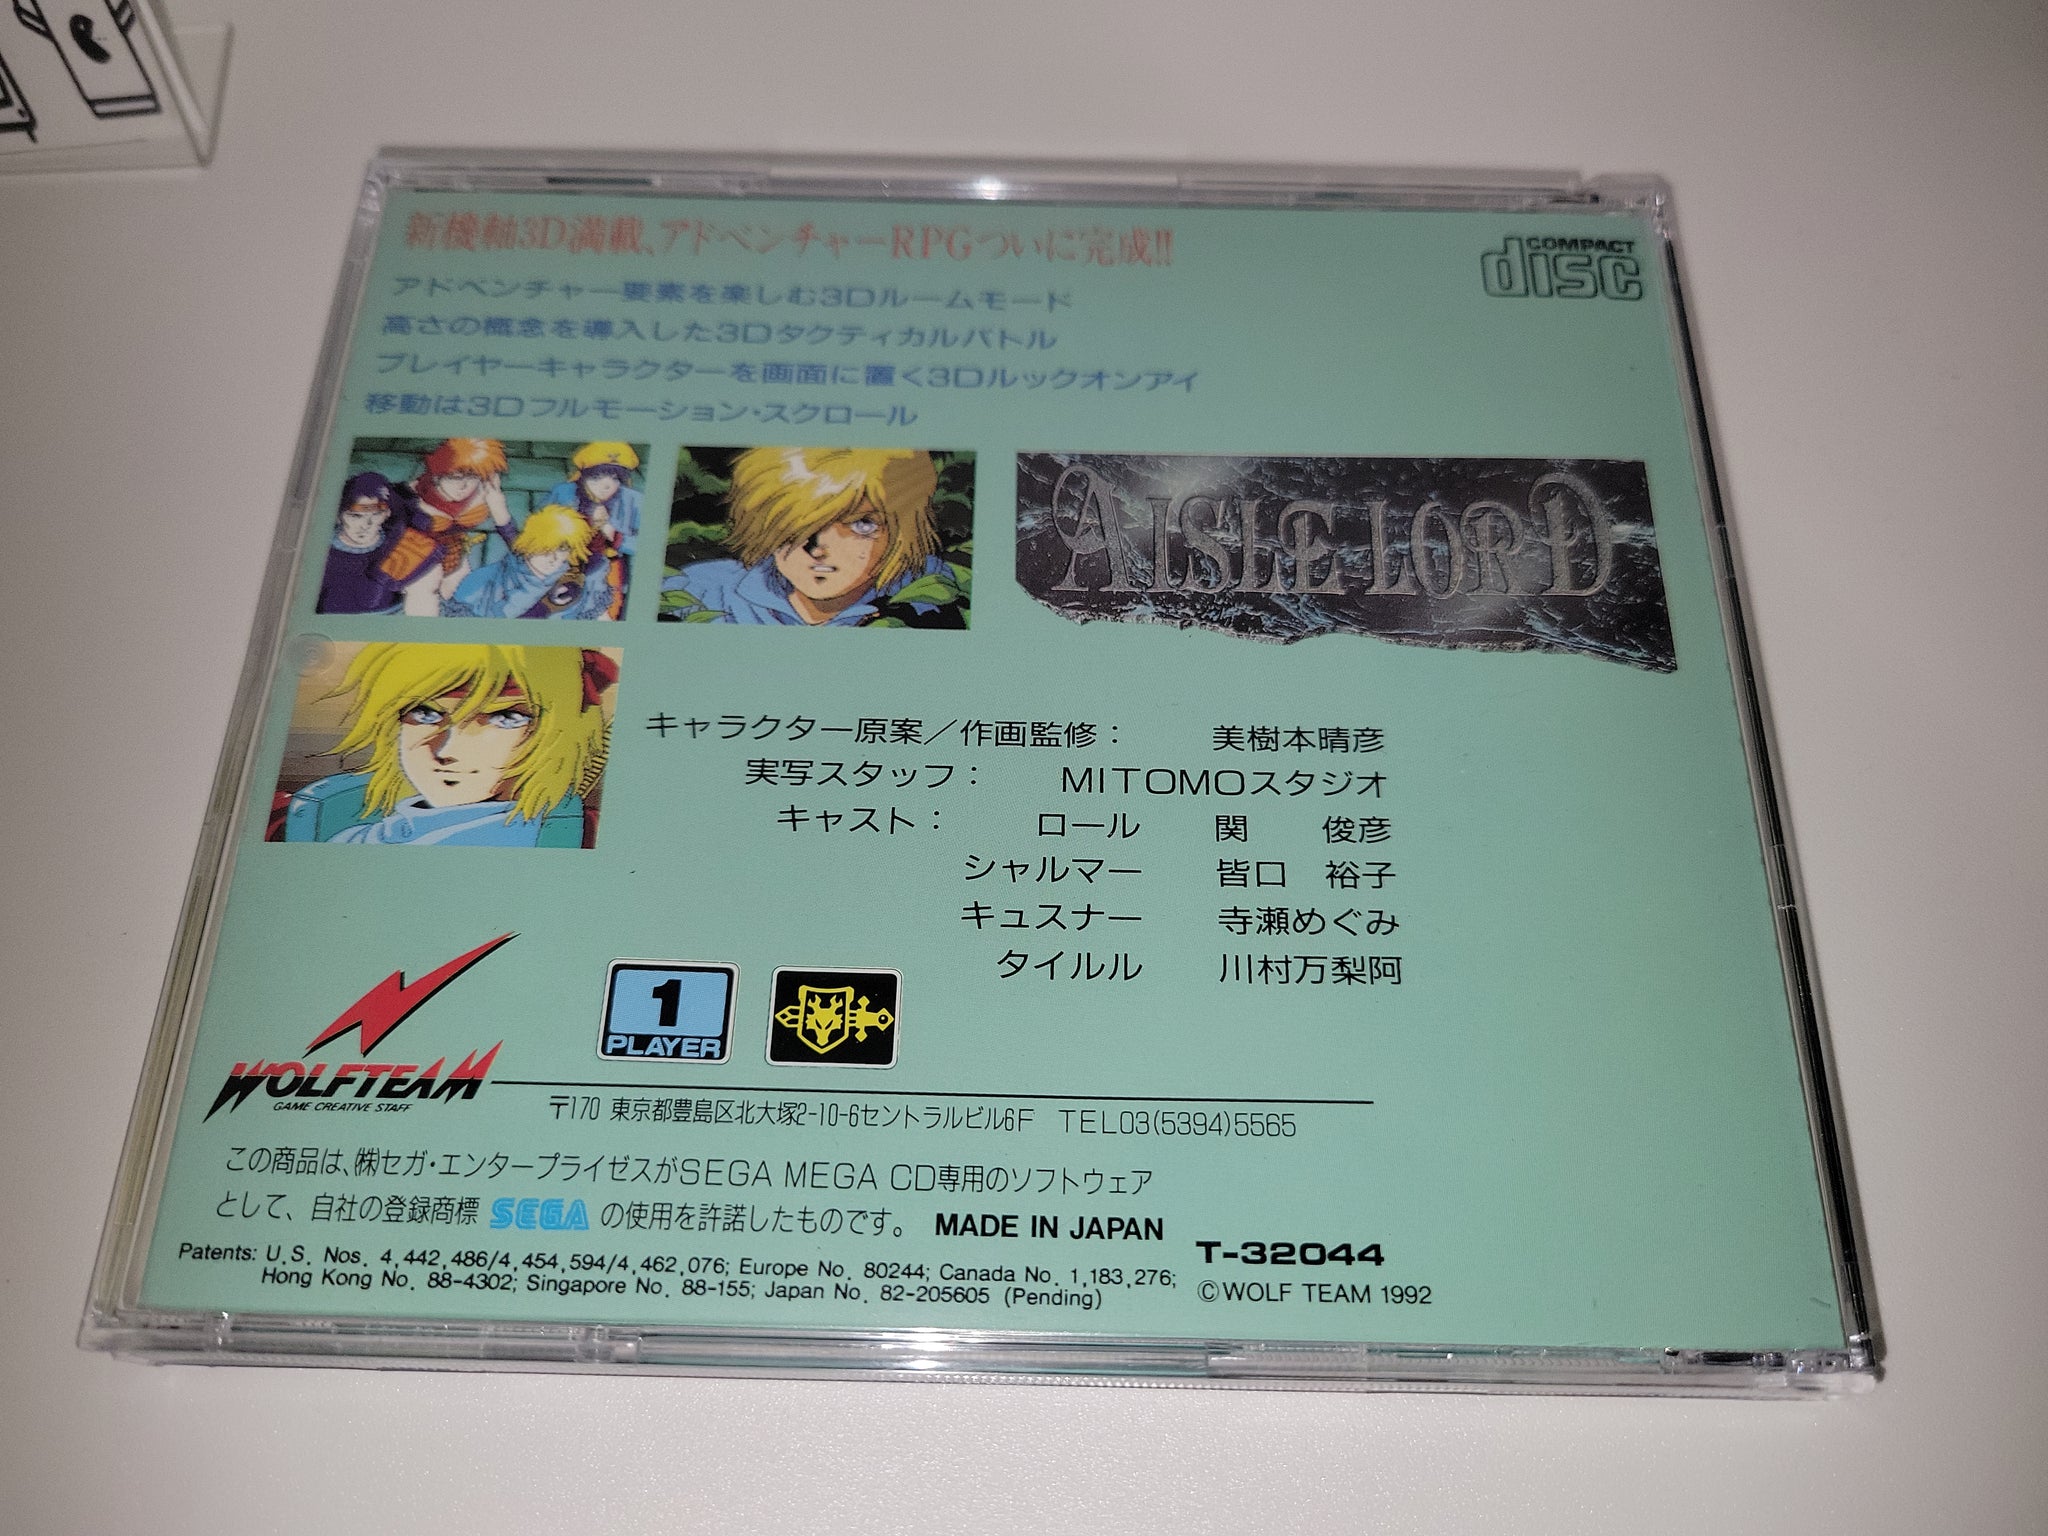 新機軸3D満載、アドベンチャーRPGついに完成!!
アドベンチャー要素を楽しむ3Dルームモード
高さの概念を導入した3Dタクティカルバトル
プレイヤーキャラクターを画面に置く3Dルックオンアイ
移動は3Dフルモーション・スクロール
COMPACT
disc
AISLE LORD
キャラクター原案／作画監修： 美樹本晴彦
実写スタッフ： MITOMOスタジオ
キャスト： ロール 関 俊彦
シャルマー 皆口 裕子
キュスナー 寺瀬めぐみ
タイルル 川村万梨阿
1
PLAYER
WOLFTEAM
GAME CREATIVE STAFF
〒170 東京都豊島区北大塚2-10-6セントラルビル6F TEL03(5394)5565
この商品は、㈱セガ・エンタープライゼスがSEGA MEGA CD専用のソフトウェア
として、自社の登録商標 SEGA の使用を許諾したものです。 MADE IN JAPAN
Patents: U.S. Nos. 4,442,486/4,454,594/4,462,076; Europe No. 80244; Canada No. 1,183,276;
Hong Kong No. 88-4302; Singapore No. 88-155; Japan No. 82-205605 (Pending)
T-32044
©WOLF TEAM 1992